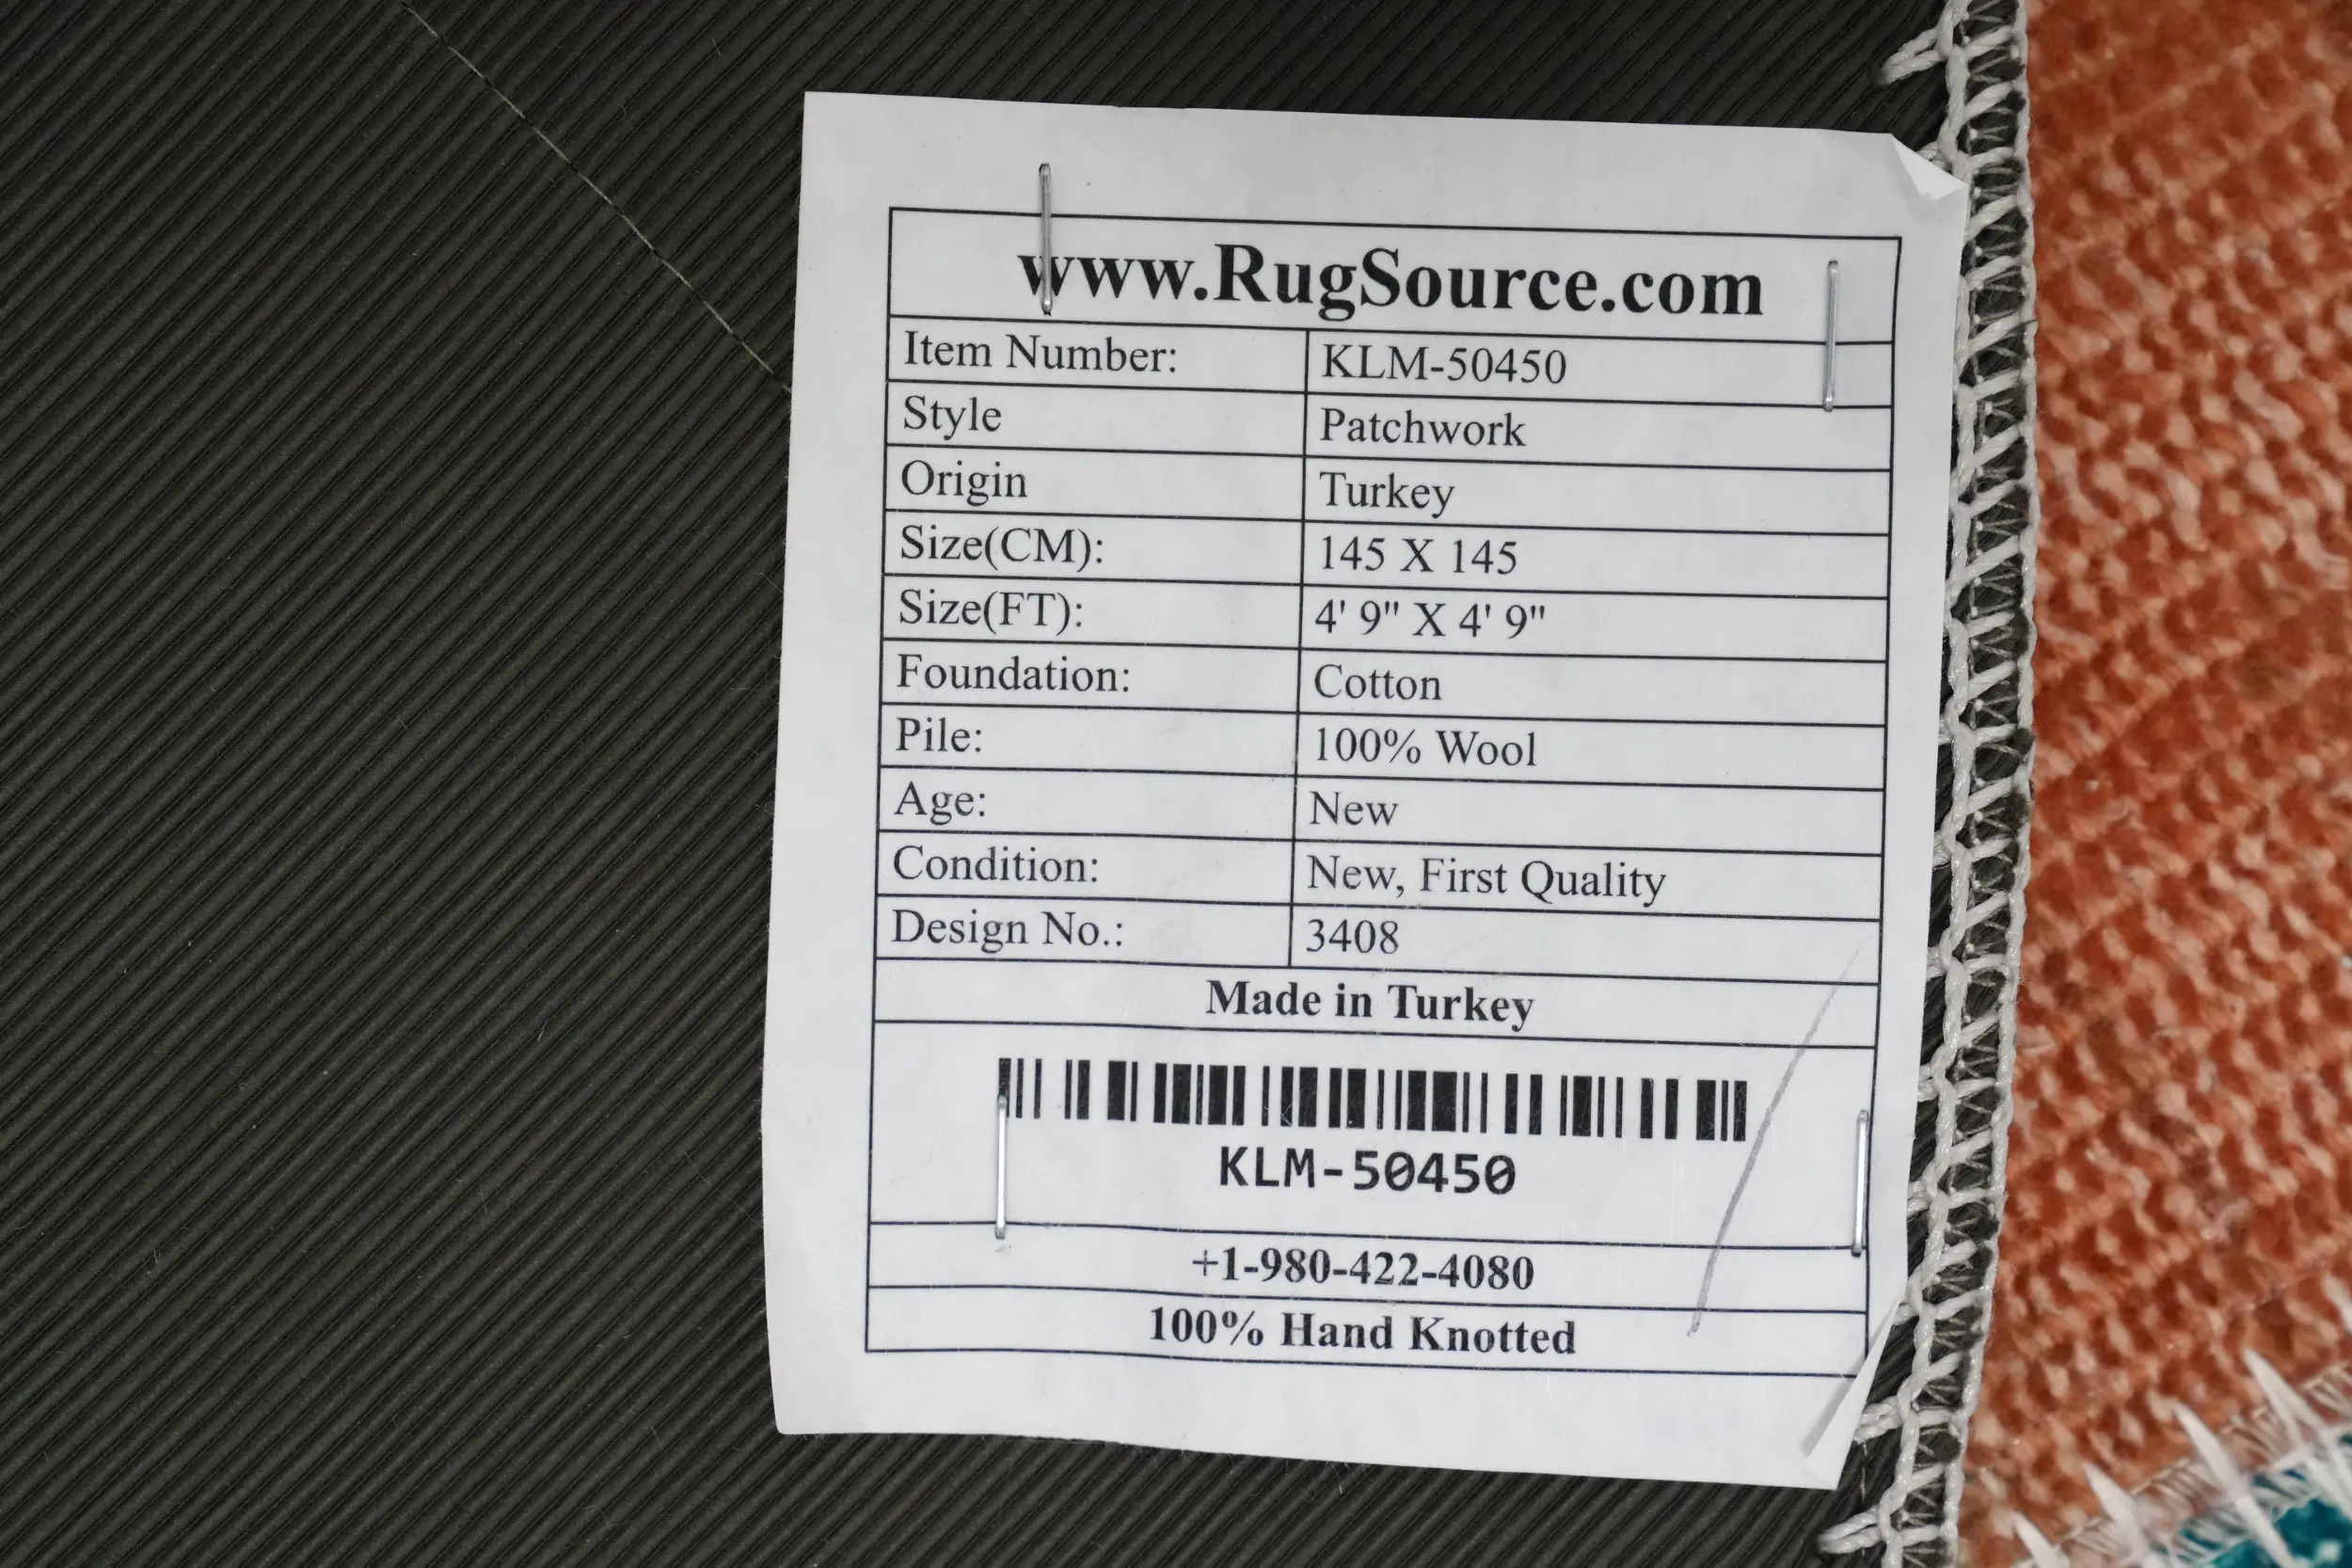 www.RugSource.com
Item Number: KLM-50450
Style Patchwork
Origin Turkey
Size(CM): 145 X 145
Size(FT): 4' 9" X 4' 9"
Foundation: Cotton
Pile: 100% Wool
Age: New
Condition: New, First Quality
Design No.: 3408
Made in Turkey
KLM-50450
+1-980-422-4080
100% Hand Knotted